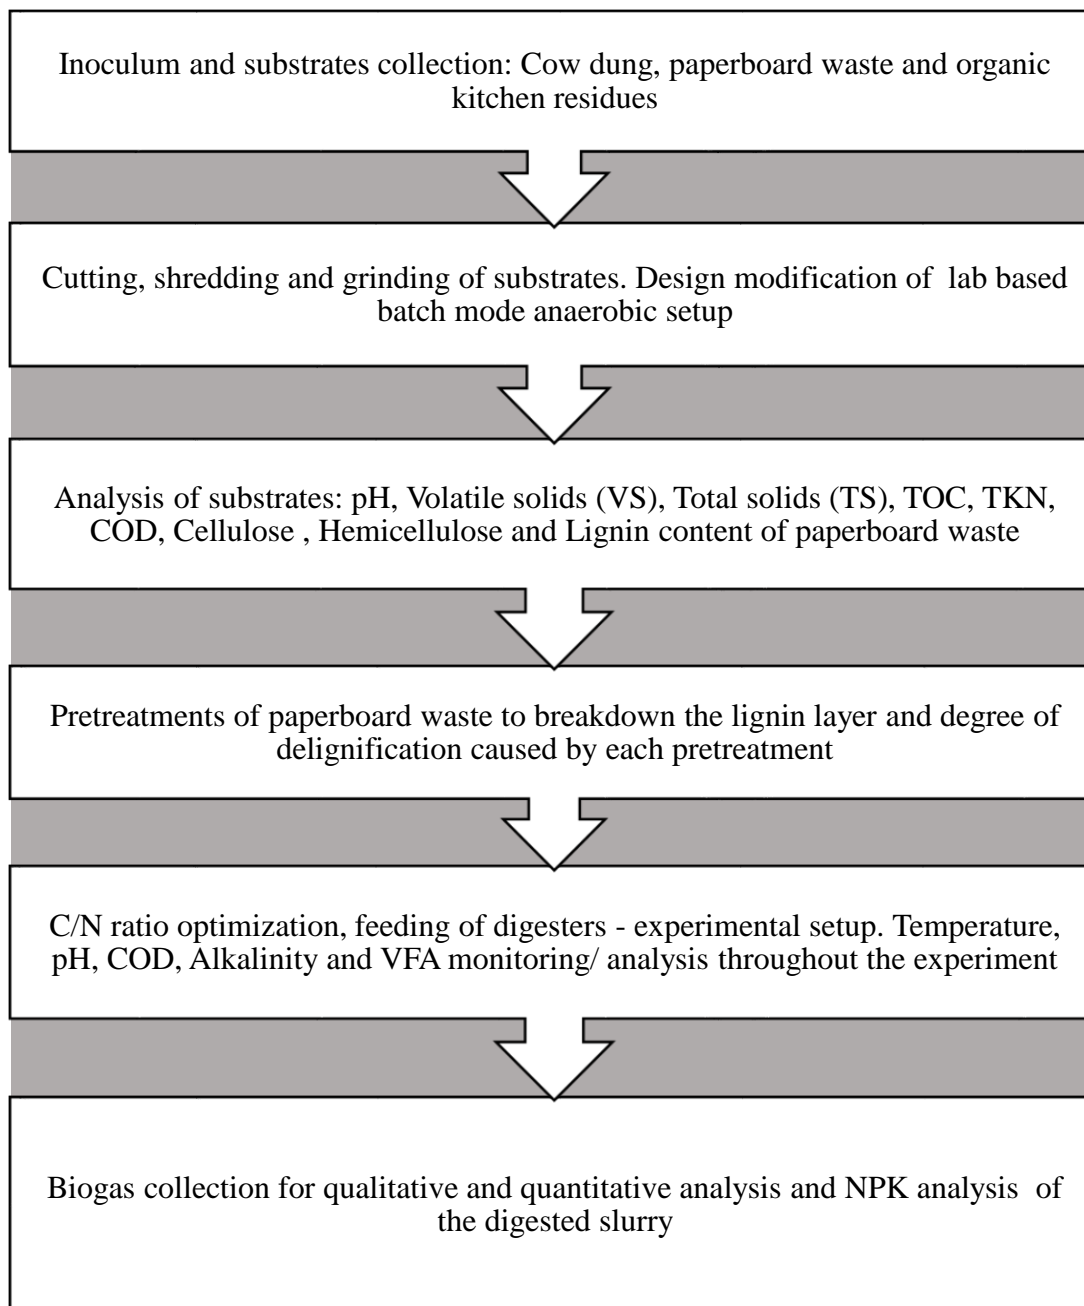 Inoculum and substrates collection: Cow dung, paperboard waste and organic
kitchen residues
Cutting, shredding and grinding of substrates. Design modification of  lab based
batch mode anaerobic setup
Analysis of substrates: pH, Volatile solids (VS), Total solids (TS), TOC, TKN,
COD, Cellulose , Hemicellulose and Lignin content of paperboard waste
Pretreatments of paperboard waste to breakdown the lignin layer and degree of
delignification caused by each pretreatment
C/N ratio optimization, feeding of digesters - experimental setup. Temperature,
pH, COD, Alkalinity and VFA monitoring/ analysis throughout the experiment
Biogas collection for qualitative and quantitative analysis and NPK analysis  of
the digested slurry